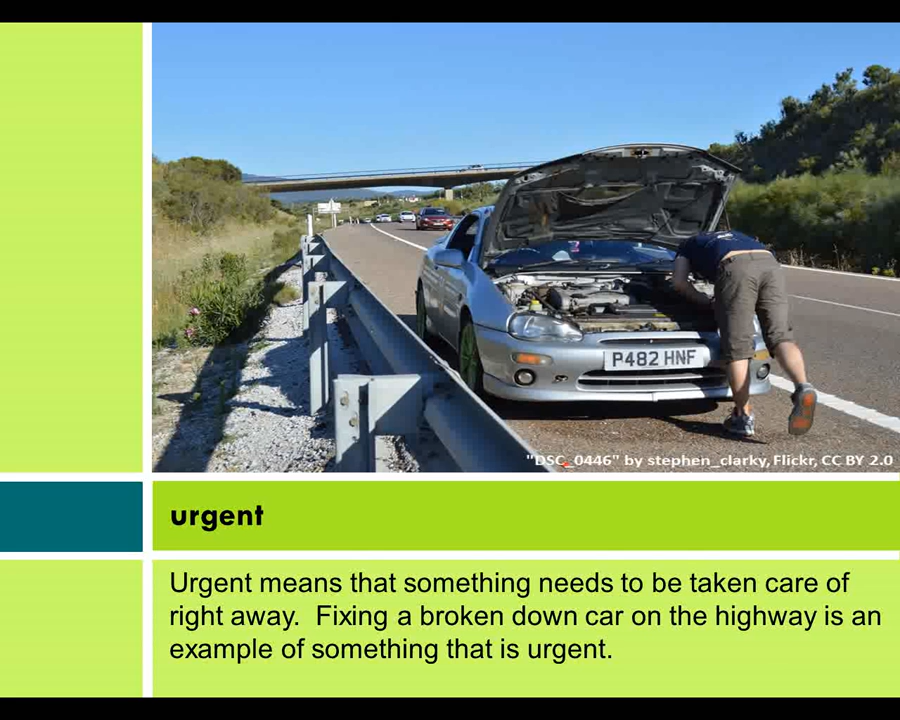 P482 HNF
"DSC_0446" by stephen_clarky, Flickr, CC BY 2.0
urgent
Urgent means that something needs to be taken care of
right away.  Fixing a broken down car on the highway is an
example of something that is urgent.